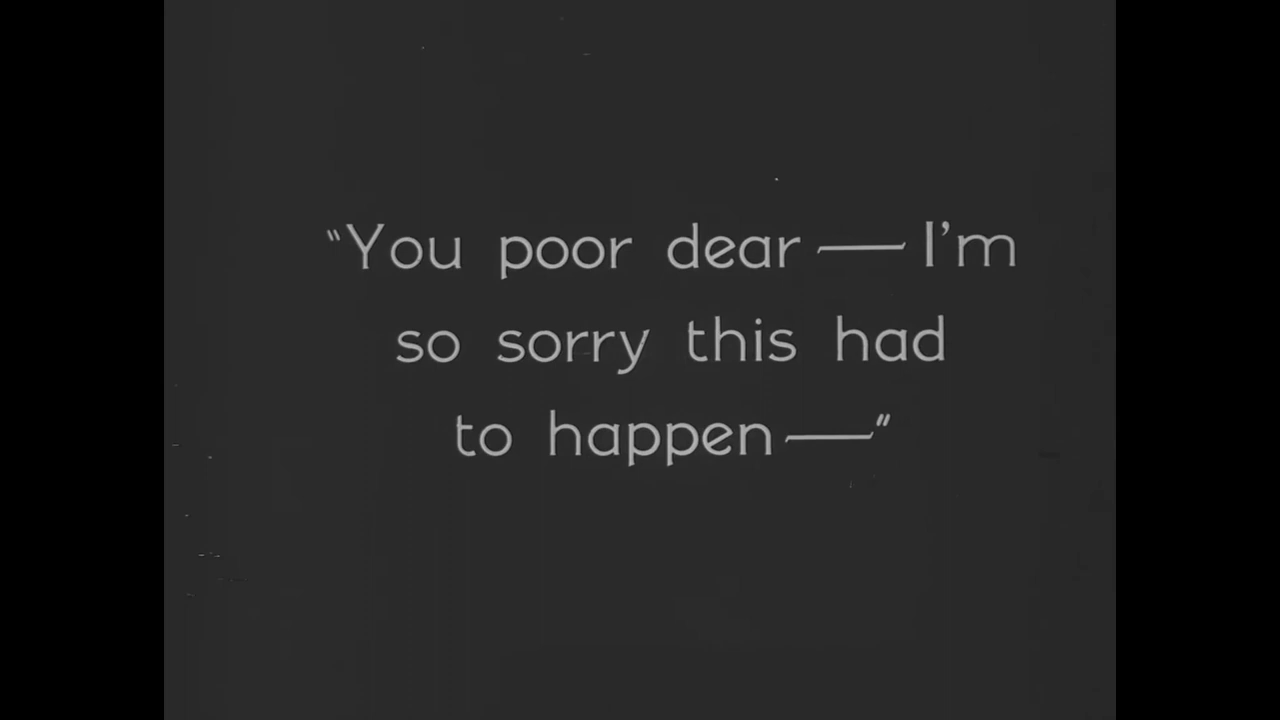 "You poor dear — I'm
so sorry this had
to happen —"